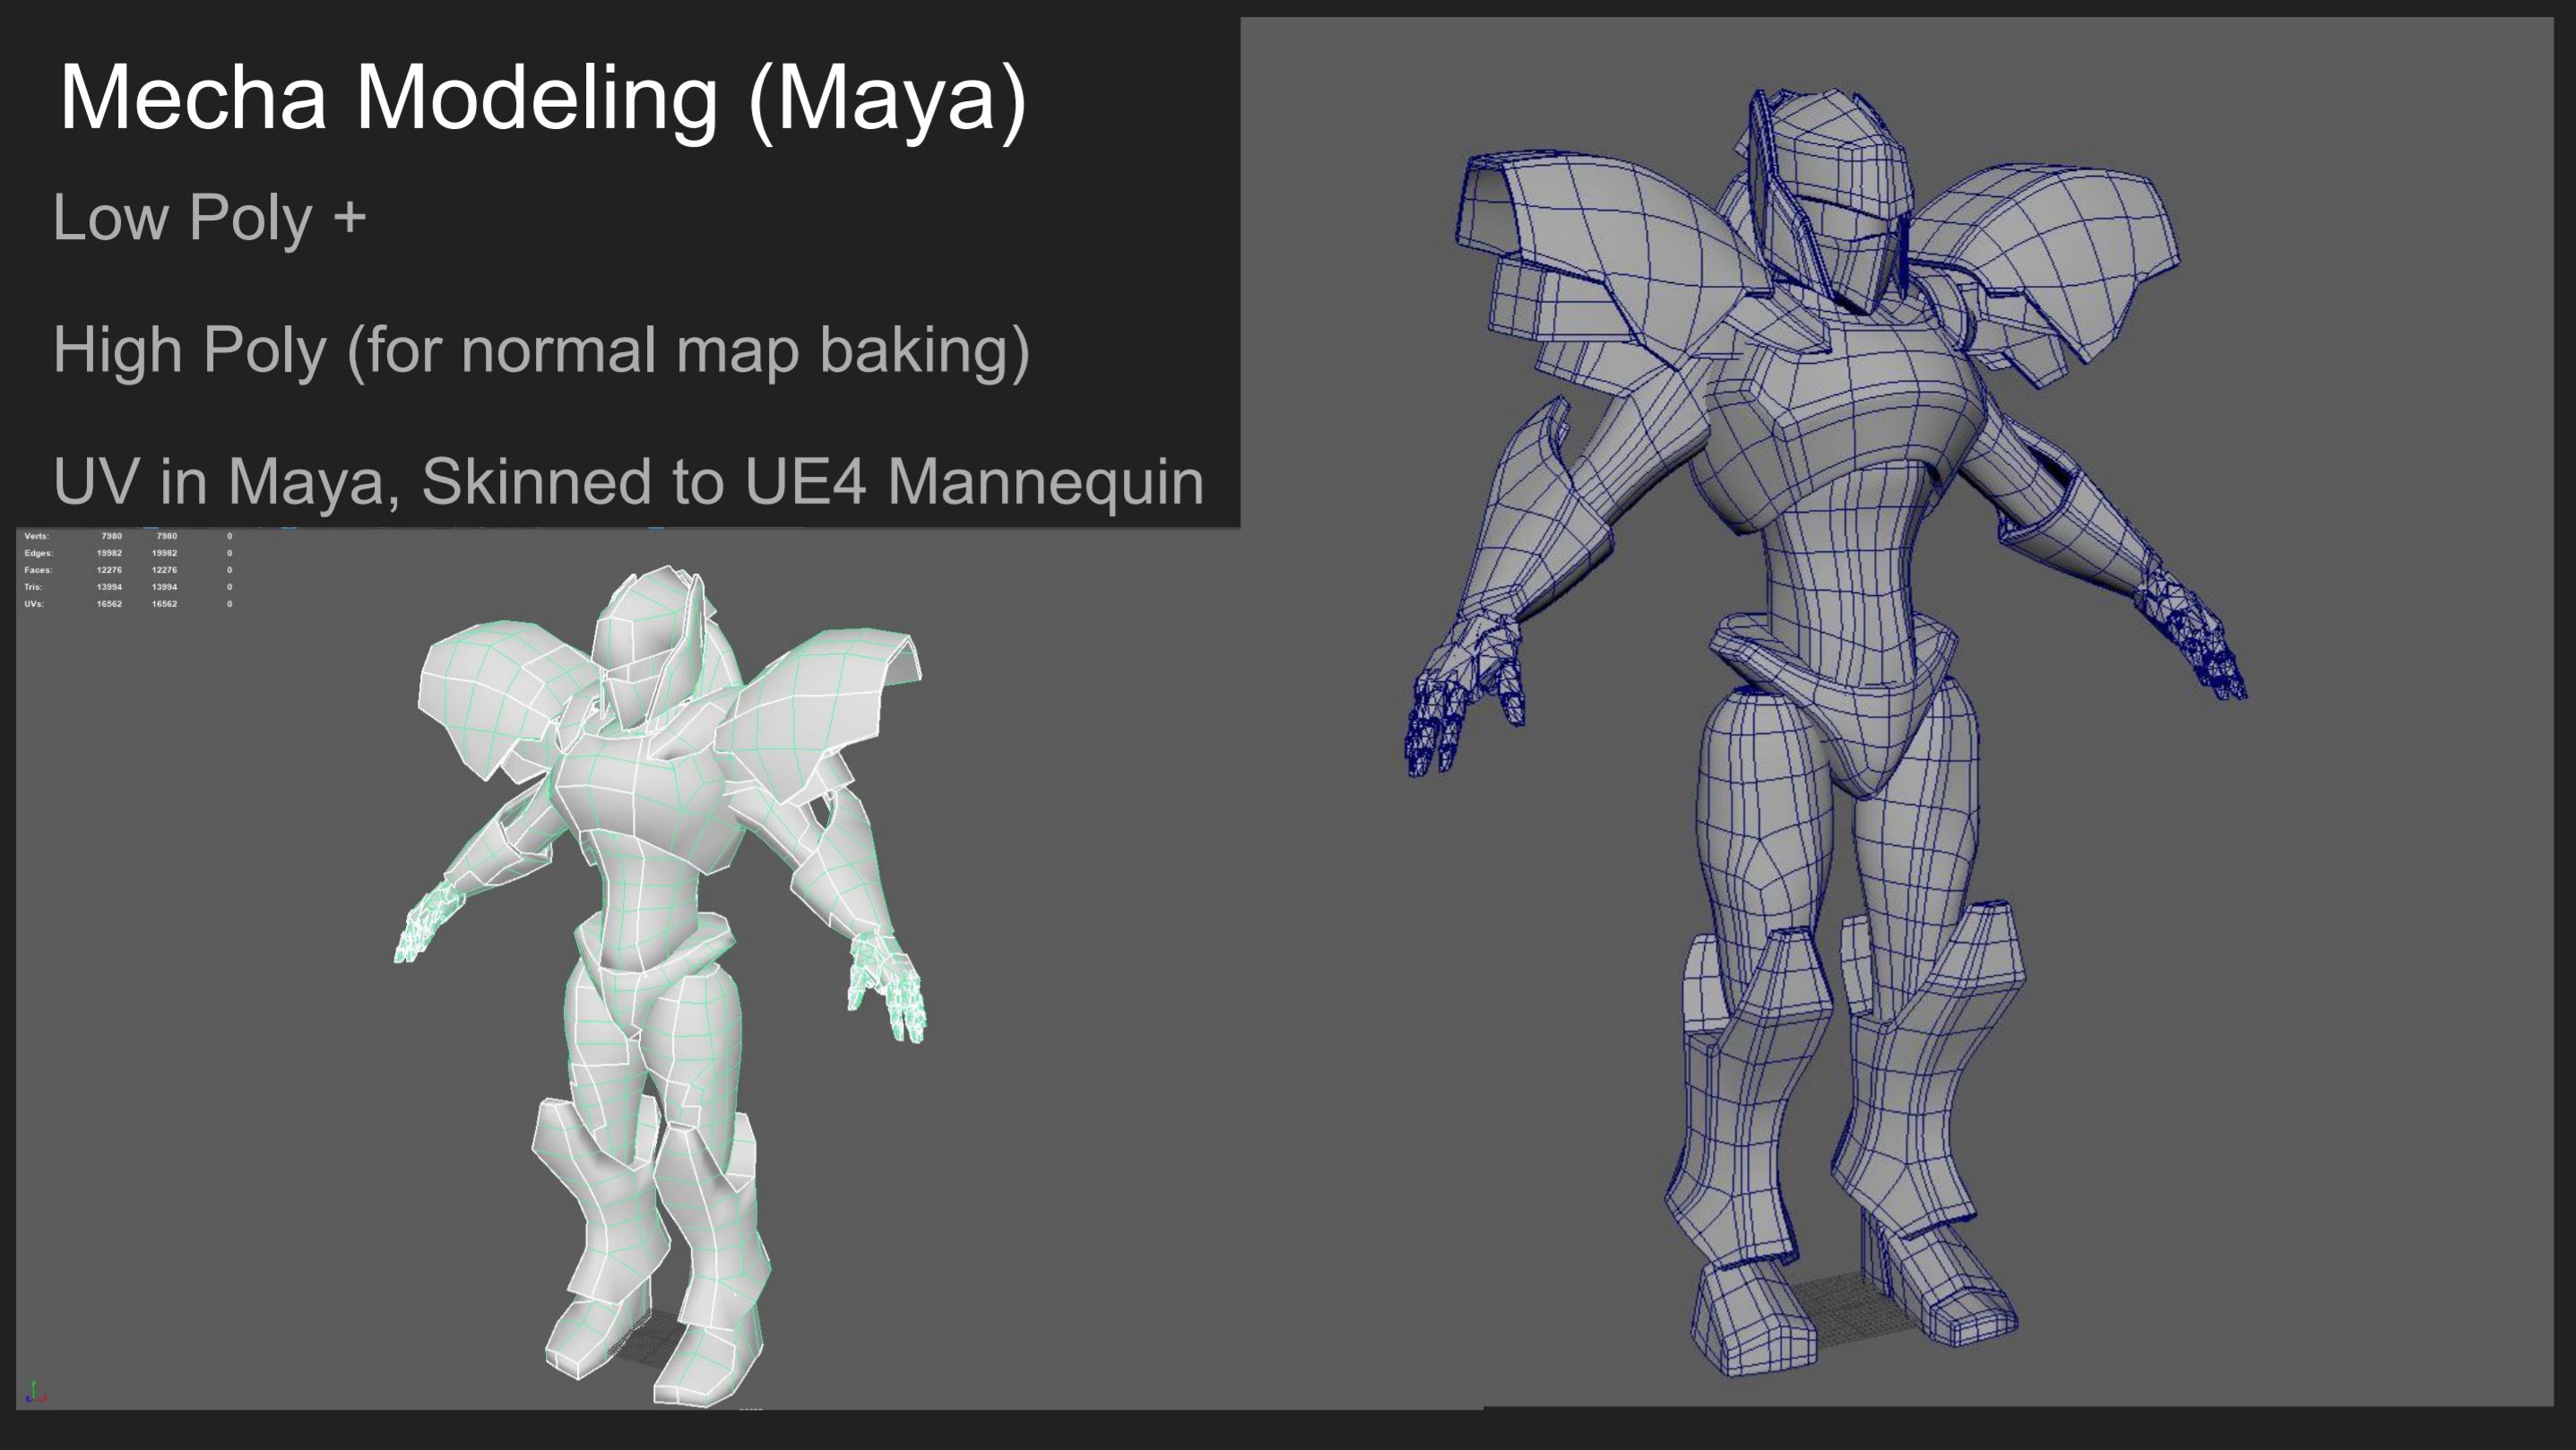 Mecha Modeling (Maya)
Low Poly +
High Poly (for normal map baking)
UV in Maya, Skinned to UE4 Mannequin
Verts: 7980 7980 0
Edges: 19982 19982 0
Faces: 12276 12276 0
Tris: 13994 13994 0
UVs: 16562 16562 0